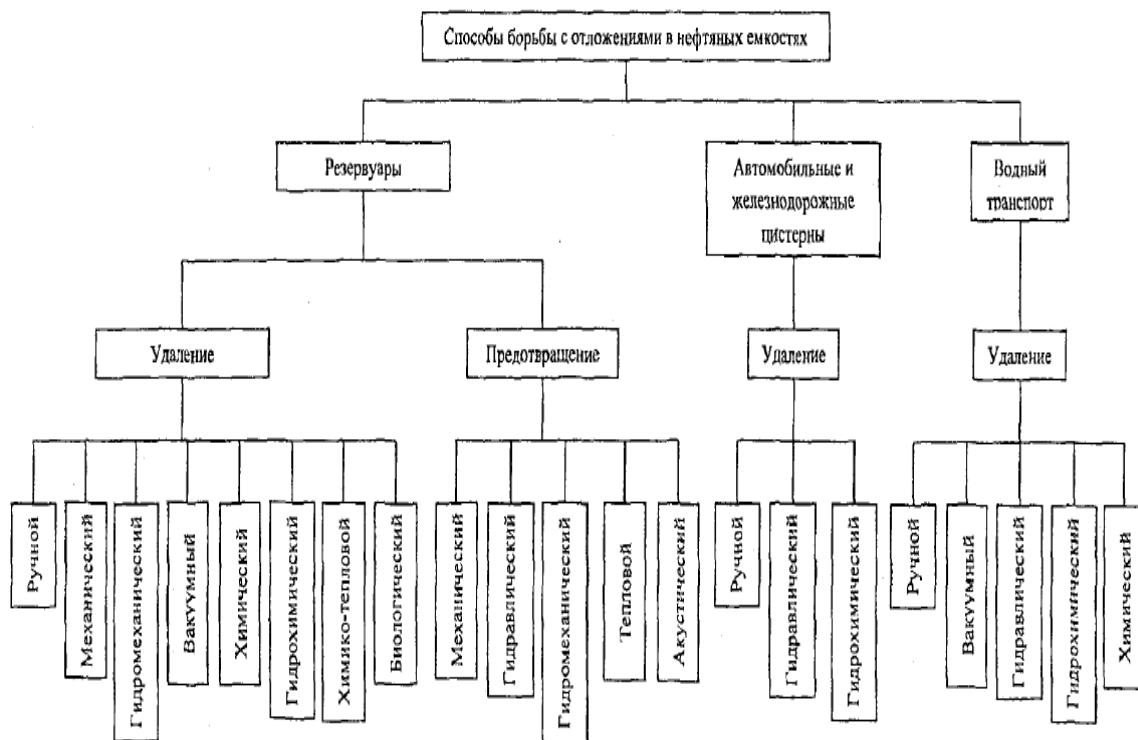 Способы борьбы с отложениями в нефтяных емкостях
Резервуары
Автомобильные и
железнодорожные
цистерны
Водный
транспорт
Удаление
Предотвращение
Удаление
Удаление
Ручной
Механический
Гидромеханический
Вакуумный
Химический
Гидрохимический
Химико-тепловой
Биологический
Механический
Гидравлический
Гидромеханический
Тепловой
Акустический
Ручной
Гидравлический
Гидрохимический
Ручной
Вакуумный
Гидравлический
Гидрохимический
Химический